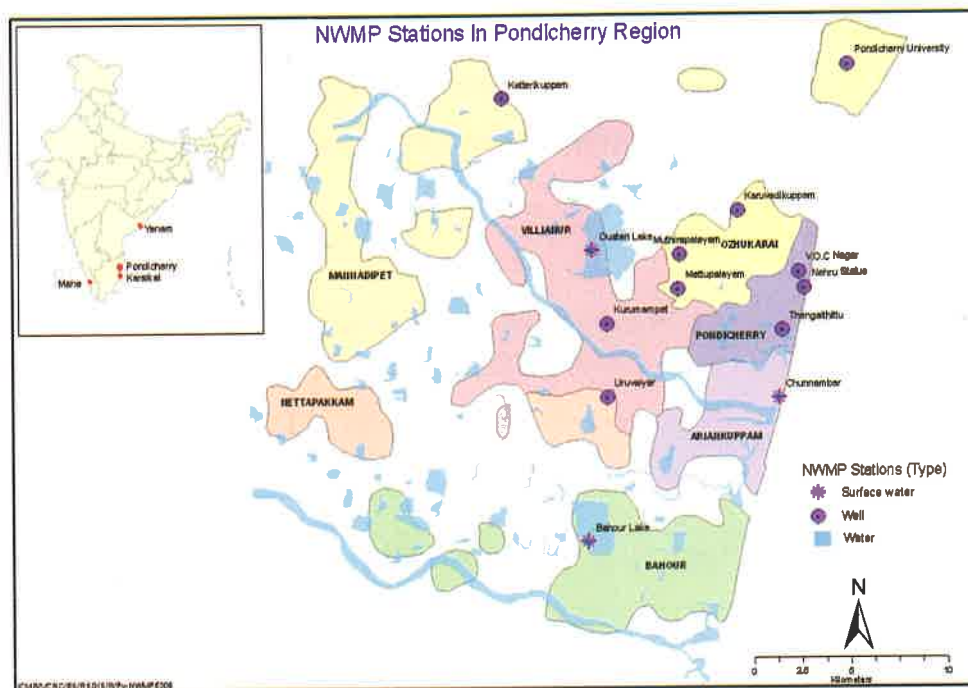 NWMP Stations In Pondicherry Region
Pondicherry University
Ketterikuppam
Yanam
Pondicherry
Karaikal
Mahe
Karuvadikuppam
VILLIANUR
Ousteri Lake
Muthirapalayam
OZHUKARAI
V.O.C Nagar
Nehru Statue
MANNADIPET
Mettupalayam
Kurumampet
Thengaithittu
PONDICHERRY
Chunnambar
NETTAPAKKAM
Uruvaiyar
ARIANKUPPAM
NWMP Stations (Type)
Surface water
Well
Water
Bahour Lake
BAHOUR
N
0 2.5 5 10
Kilometers